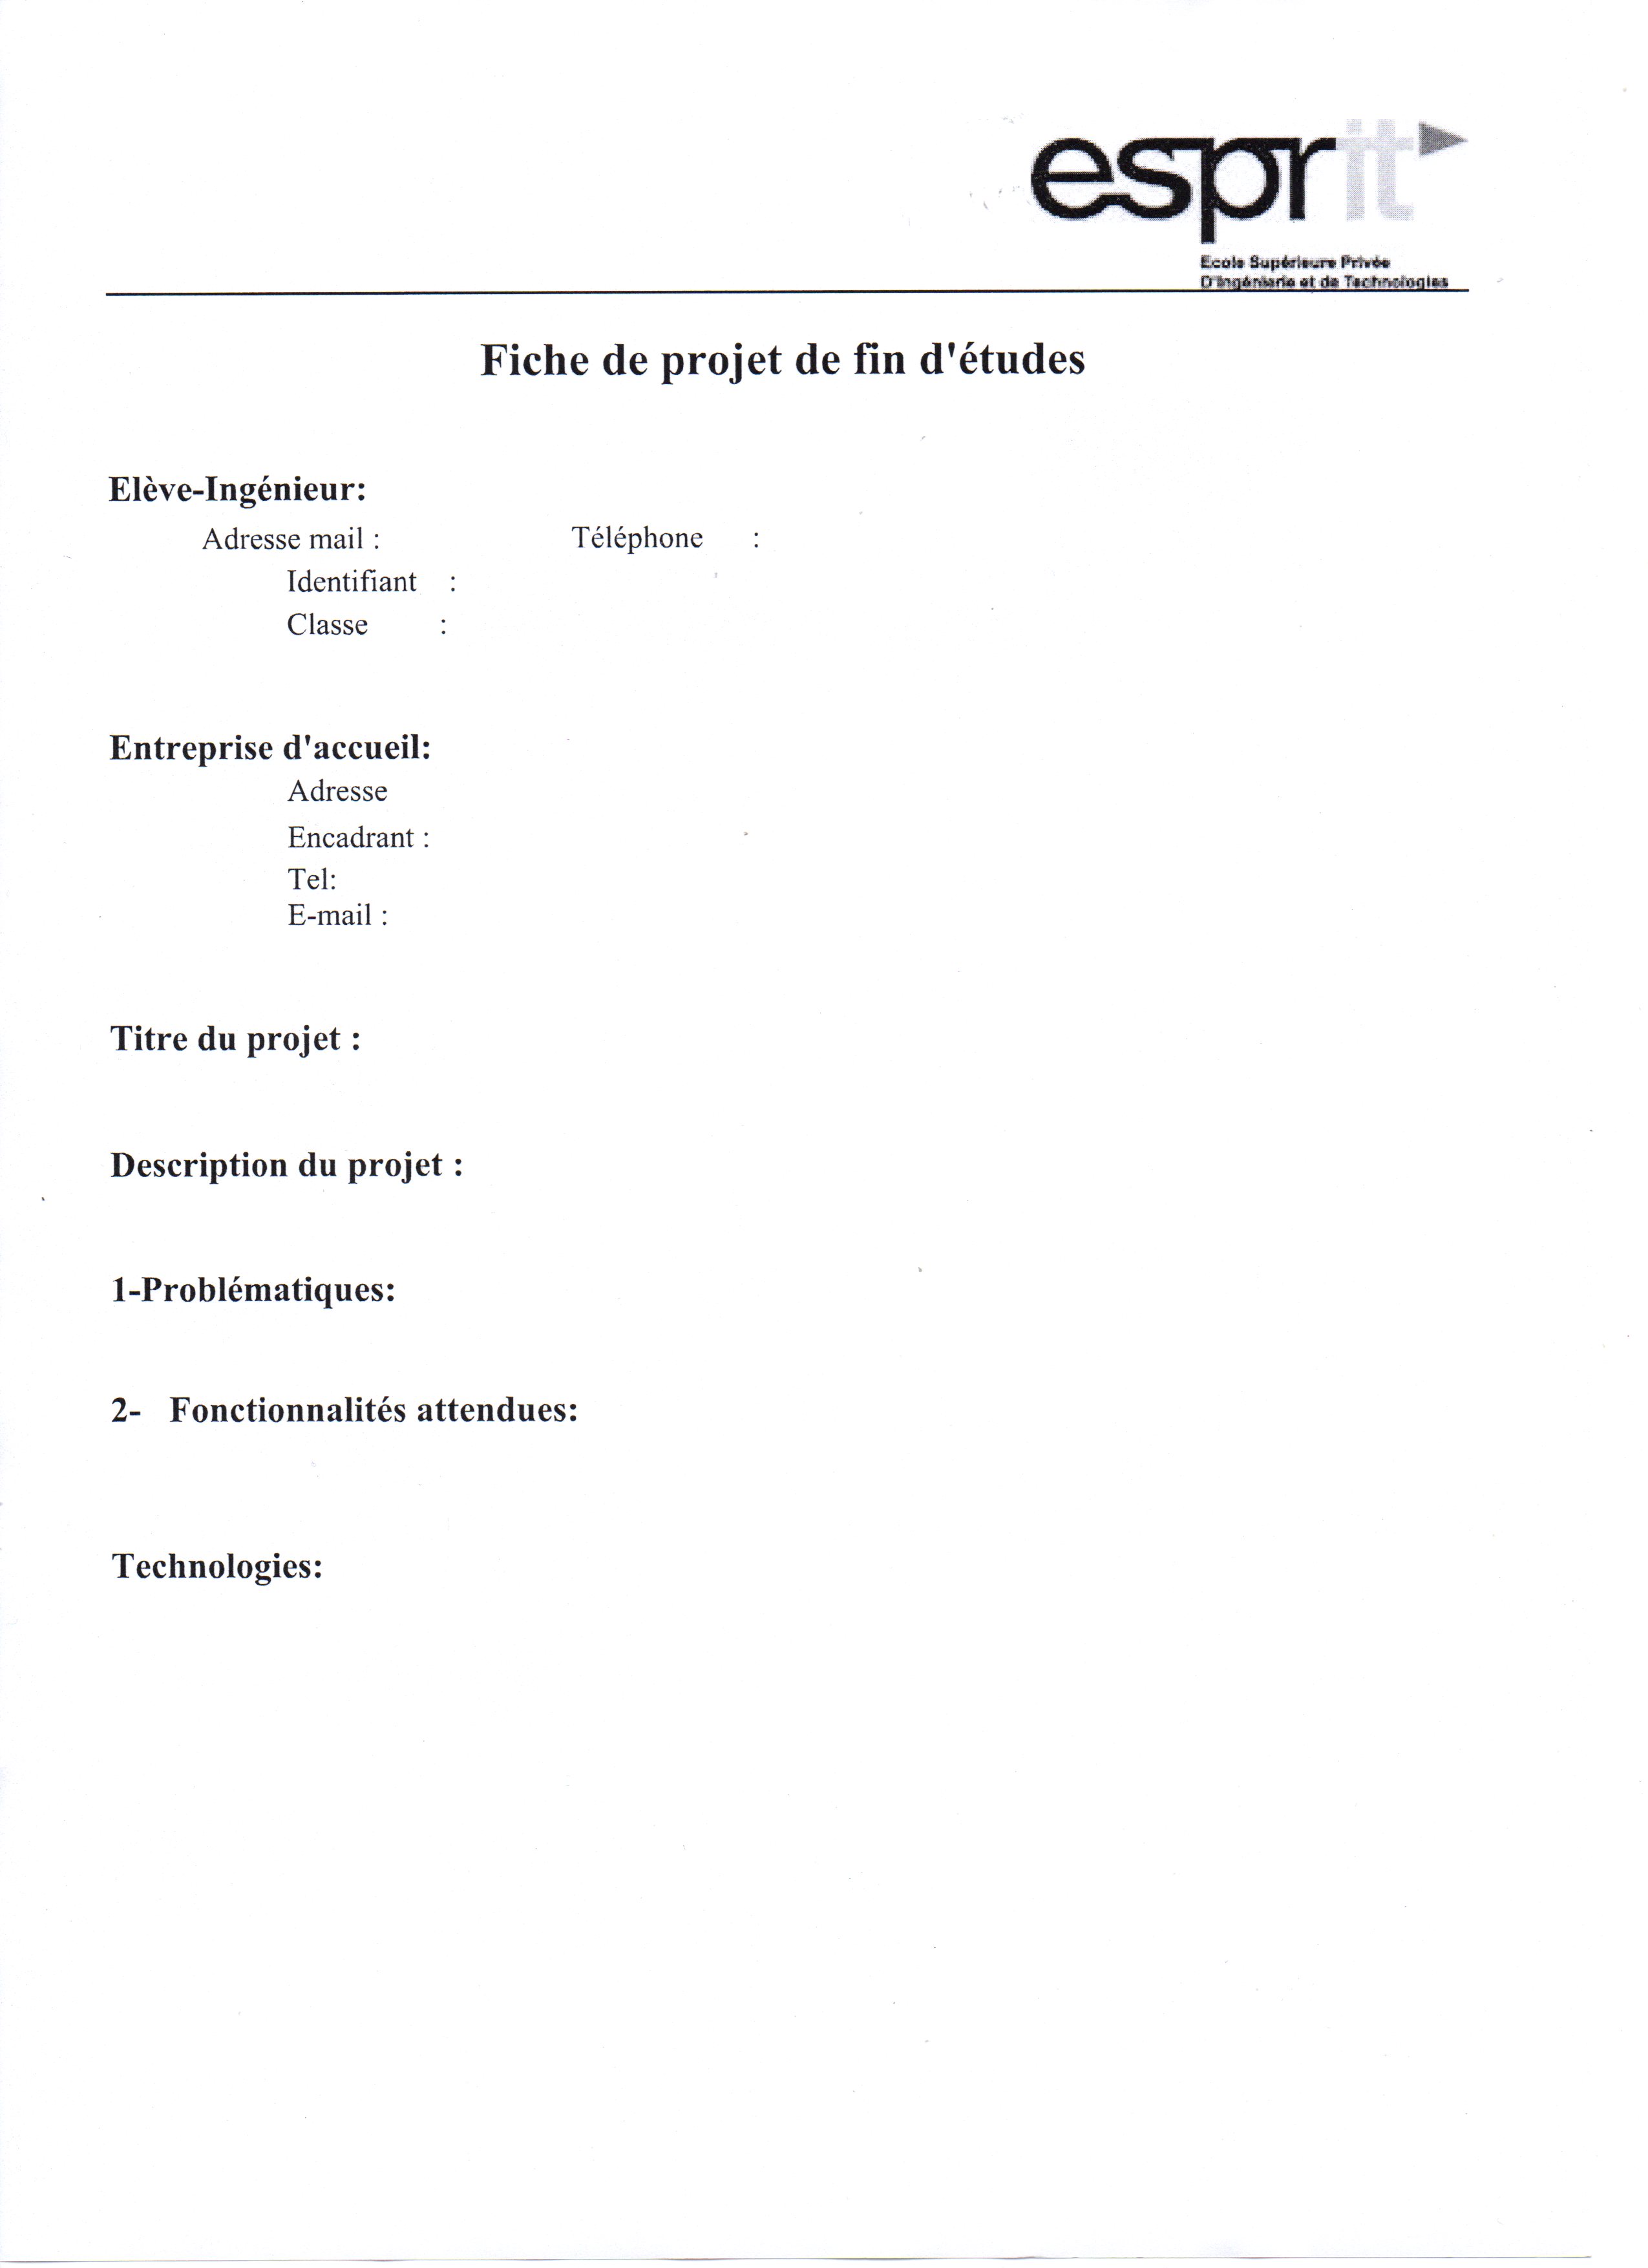 esprit
Ecole Supérieure Privée
D'Ingénierie et de Technologies
Fiche de projet de fin d'études
Elève-Ingénieur:
Adresse mail : Téléphone :
Identifiant :
Classe :
Entreprise d'accueil:
Adresse
Encadrant :
Tel:
E-mail :
Titre du projet :
Description du projet :
1-Problématiques:
2- Fonctionnalités attendues:
Technologies: